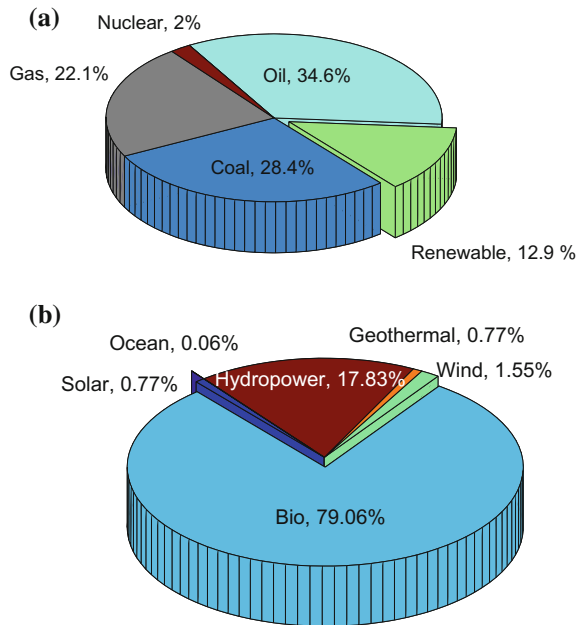 (a)
Nuclear, 2%
Oil, 34.6%
Gas, 22.1%
Coal, 28.4%
Renewable, 12.9 %
(b)
Ocean, 0.06%
Geothermal, 0.77%
Solar, 0.77%
Hydropower, 17.83%
Wind, 1.55%
Bio, 79.06%